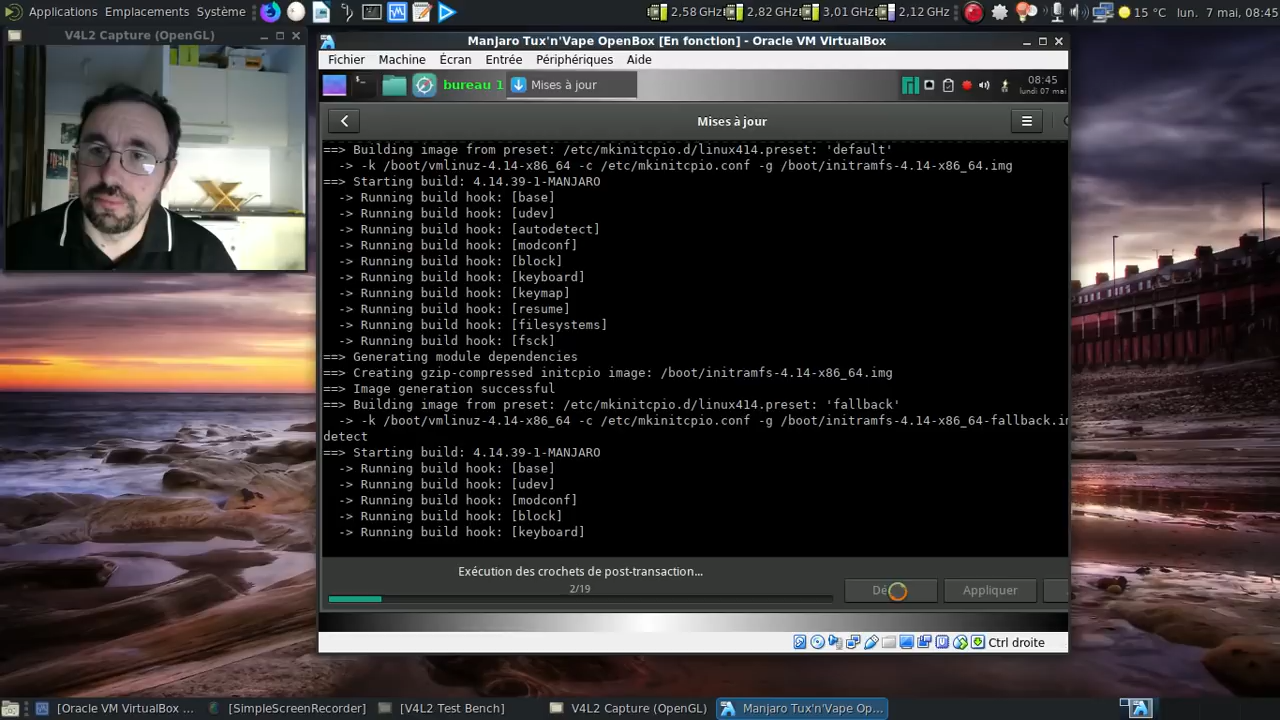 Applications Emplacements Système
2,58 GHz 2,82 GHz 3,01 GHz 2,12 GHz 15 °C lun. 7 mai, 08:45
V4L2 Capture (OpenGL)
Manjaro Tux'n'Vape OpenBox [En fonction] - Oracle VM VirtualBox
Fichier Machine Écran Entrée Périphériques Aide
bureau 1 Mises à jour
08:45
lundi 07 mai
Mises à jour
==> Building image from preset: /etc/mkinitcpio.d/linux414.preset: 'default'
-> -k /boot/vmlinuz-4.14-x86_64 -c /etc/mkinitcpio.conf -g /boot/initramfs-4.14-x86_64.img
==> Starting build: 4.14.39-1-MANJARO
-> Running build hook: [base]
-> Running build hook: [udev]
-> Running build hook: [autodetect]
-> Running build hook: [modconf]
-> Running build hook: [block]
-> Running build hook: [keyboard]
-> Running build hook: [keymap]
-> Running build hook: [resume]
-> Running build hook: [filesystems]
-> Running build hook: [fsck]
==> Generating module dependencies
==> Creating gzip-compressed initcpio image: /boot/initramfs-4.14-x86_64.img
==> Image generation successful
==> Building image from preset: /etc/mkinitcpio.d/linux414.preset: 'fallback'
-> -k /boot/vmlinuz-4.14-x86_64 -c /etc/mkinitcpio.conf -g /boot/initramfs-4.14-x86_64-fallback.im
detect
==> Starting build: 4.14.39-1-MANJARO
-> Running build hook: [base]
-> Running build hook: [udev]
-> Running build hook: [modconf]
-> Running build hook: [block]
-> Running build hook: [keyboard]
Exécution des crochets de post-transaction...
2/19
Dé
Appliquer
Ctrl droite
[Oracle VM VirtualBox ... [SimpleScreenRecorder] [V4L2 Test Bench] V4L2 Capture (OpenGL) Manjaro Tux'n'Vape Op...